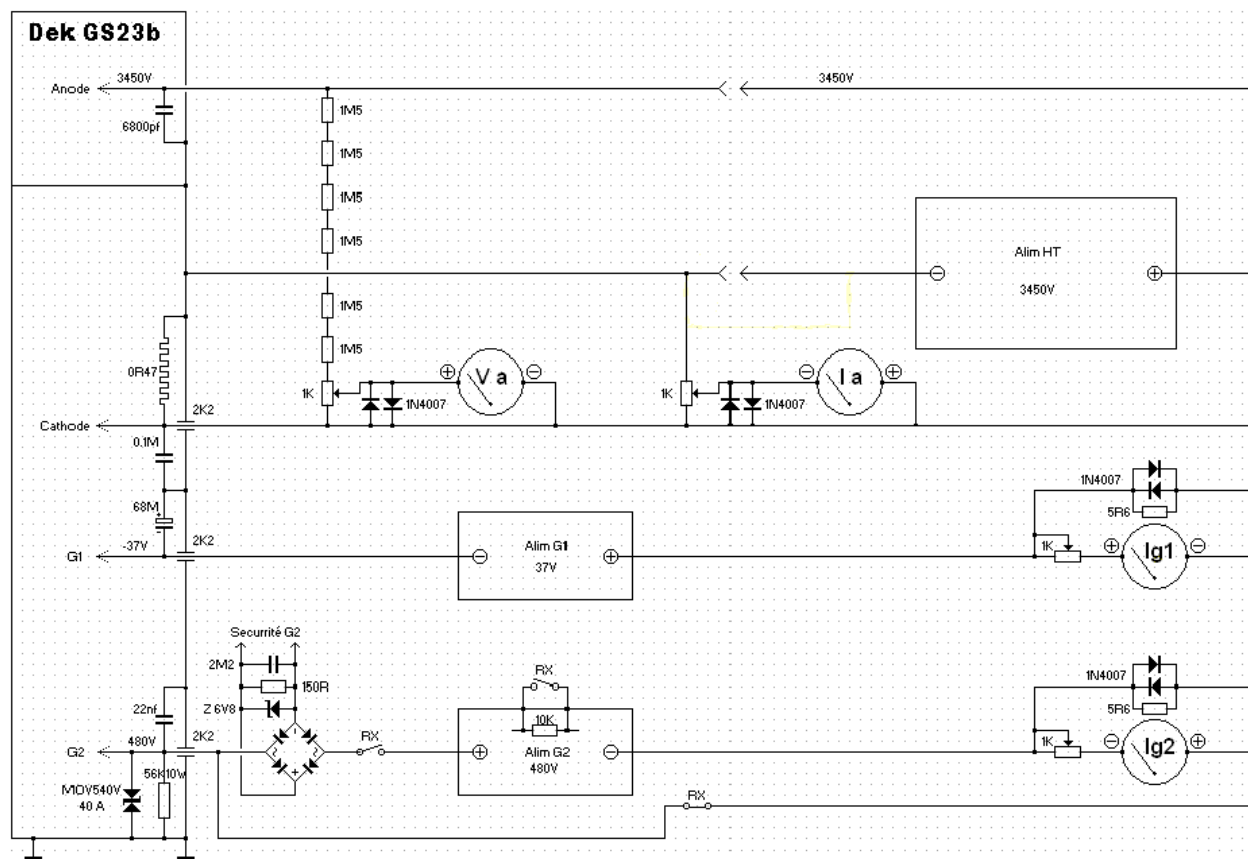 Dek GS23b
Anode
3450V
3450V
6800pf
1M5
1M5
1M5
1M5
1M5
1M5
Alim HT
3450V
0R47
1K
V a
1N4007
1K
I a
1N4007
2K2
Cathode
0.1M
68M
-37V
G1
2K2
Alim G1
37V
1N4007
5R6
1K
Ig1
Securrité G2
2M2
150R
Z 6V8
RX
10K
RX
Alim G2
480V
1N4007
5R6
1K
Ig2
22nf
480V
G2
2K2
56K10W
MOV540V
40 A
RX